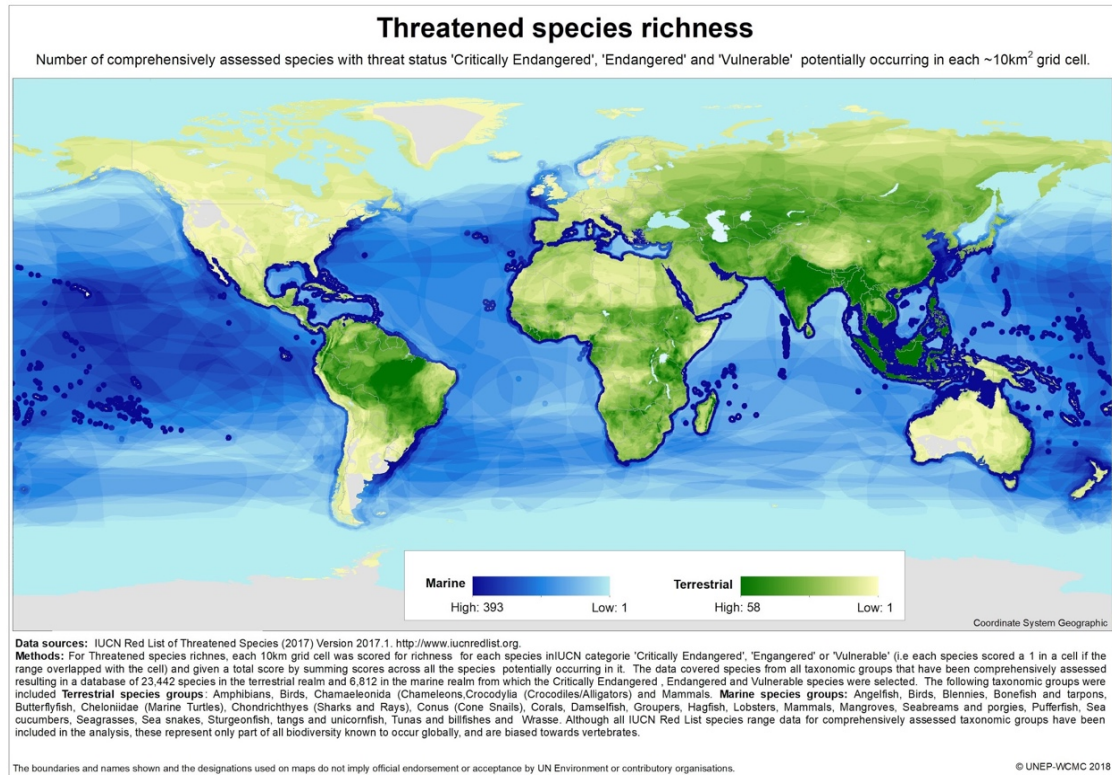 Threatened species richness
Number of comprehensively assessed species with threat status 'Critically Endangered', 'Endangered' and 'Vulnerable' potentially occurring in each ~10km² grid cell.
Marine
High: 393 Low: 1
Terrestrial
High: 58 Low: 1
Coordinate System Geographic
Data sources: IUCN Red List of Threatened Species (2017) Version 2017.1. http://www.iucnredlist.org.
Methods: For Threatened species richnes, each 10km grid cell was scored for richness for each species inIUCN categorie 'Critically Endangered', 'Engangered' or 'Vulnerable' (i.e each species scored a 1 in a cell if the
range overlapped with the cell) and given a total score by summing scores across all the species potentially occurring in it. The data covered species from all taxonomic groups that have been comprehensively assessed
resulting in a database of 23,442 species in the terrestrial realm and 6,812 in the marine realm from which the Critically Endangered , Endangered and Vulnerable species were selected. The following taxonomic groups were
included Terrestrial species groups: Amphibians, Birds, Chamaeleonida (Chameleons,Crocodylia (Crocodiles/Alligators) and Mammals. Marine species groups: Angelfish, Birds, Blennies, Bonefish and tarpons,
Butterflyfish, Cheloniidae (Marine Turtles), Chondrichthyes (Sharks and Rays), Conus (Cone Snails), Corals, Damselfish, Groupers, Hagfish, Lobsters, Mammals, Mangroves, Seabreams and porgies, Pufferfish, Sea
cucumbers, Seagrasses, Sea snakes, Sturgeonfish, tangs and unicornfish, Tunas and billfishes and Wrasse. Although all IUCN Red List species range data for comprehensively assessed taxonomic groups have been
included in the analysis, these represent only part of all biodiversity known to occur globally, and are biased towards vertebrates.
The boundaries and names shown and the designations used on maps do not imply official endorsement or acceptance by UN Environment or contributory organisations.
© UNEP-WCMC 2018